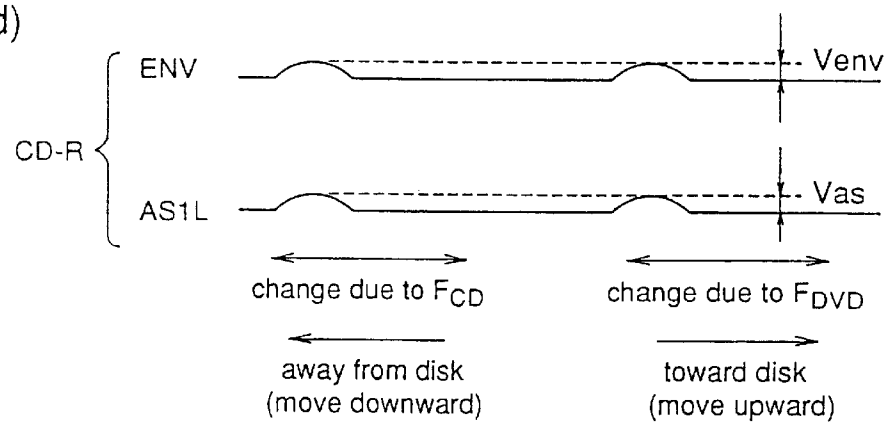 d)
ENV
Venv
CD-R
AS1L
Vas
change due to FCD
change due to FDVD
away from disk
(move downward)
toward disk
(move upward)